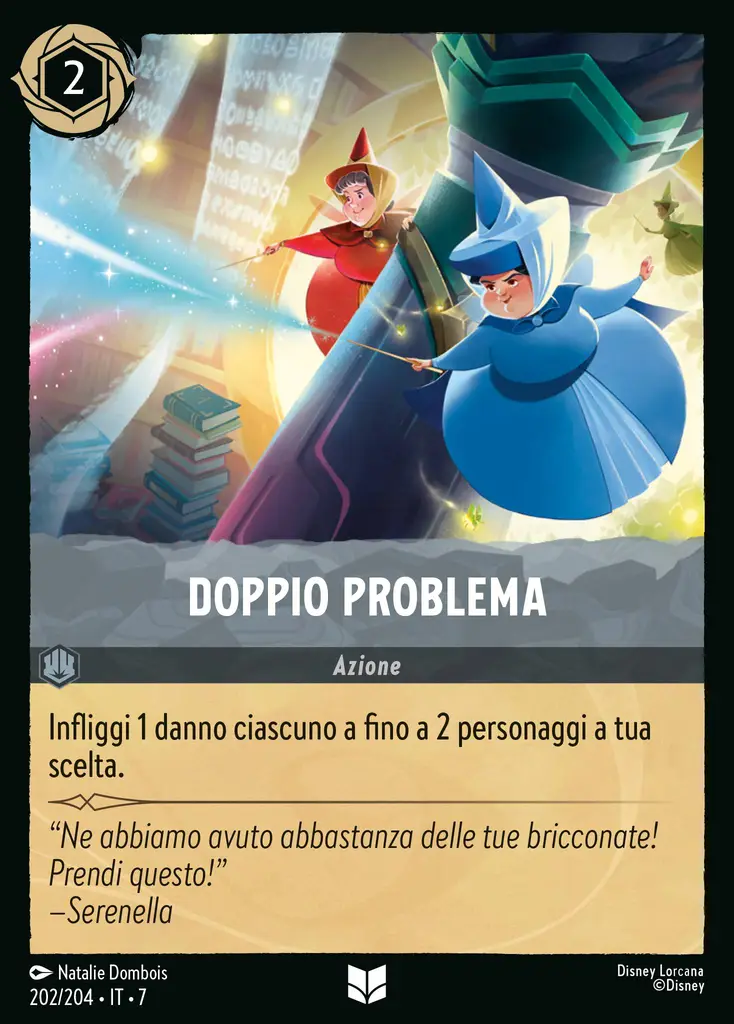 2
DOPPIO PROBLEMA
Azione
Infliggi 1 danno ciascuno a fino a 2 personaggi a tua
scelta.
“Ne abbiamo avuto abbastanza delle tue bricconate!
Prendi questo!”
–Serenella
Natalie Dombois
202/204 • IT • 7
Disney Lorcana
©Disney